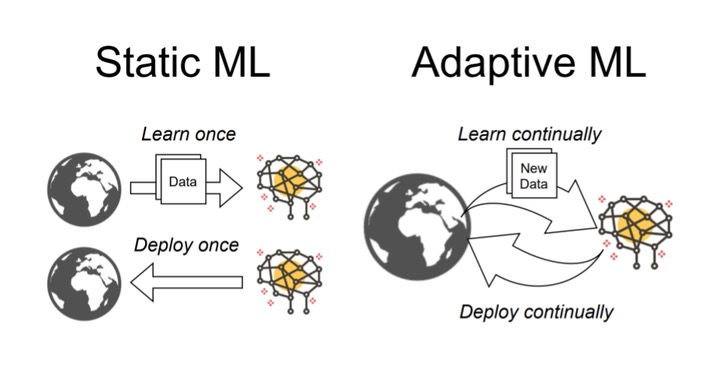 Static ML
Learn once
Data
Deploy once
Adaptive ML
Learn continually
New
Data
Deploy continually